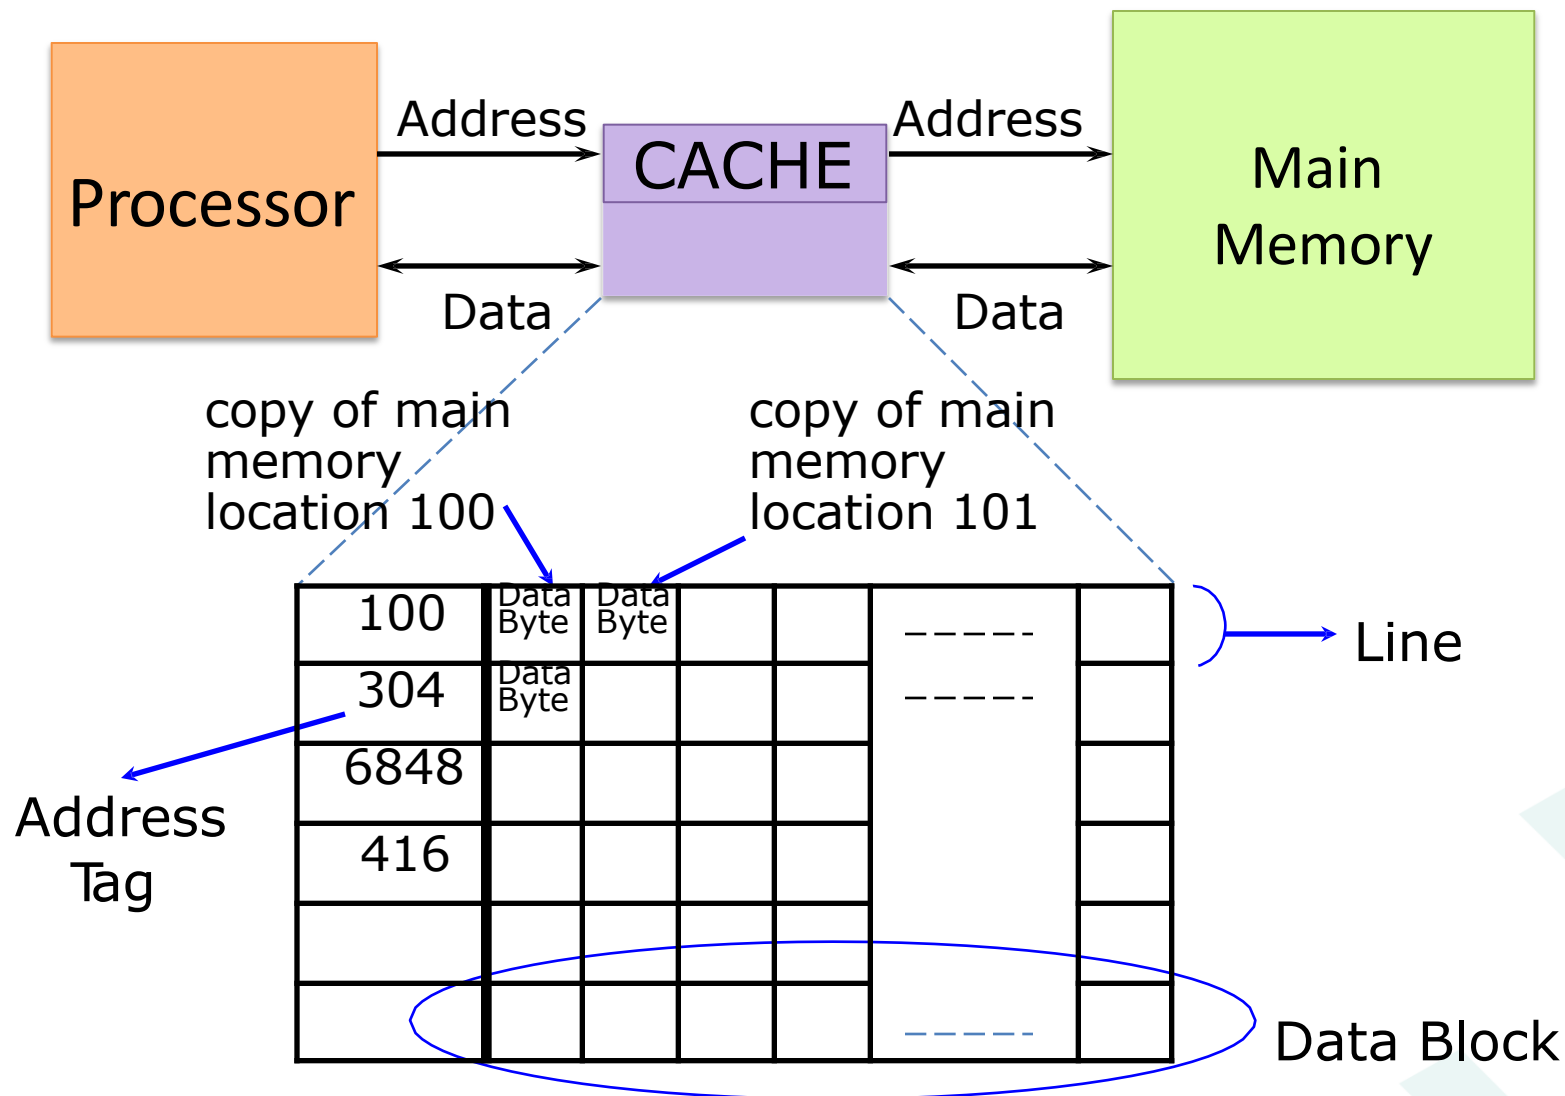 Processor
Address
CACHE
Address
Main
Memory
Data
Data
copy of main
memory
location 100
copy of main
memory
location 101
100
Data
Byte
Data
Byte
Line
304
Data
Byte
6848
416
Address
Tag
Data Block